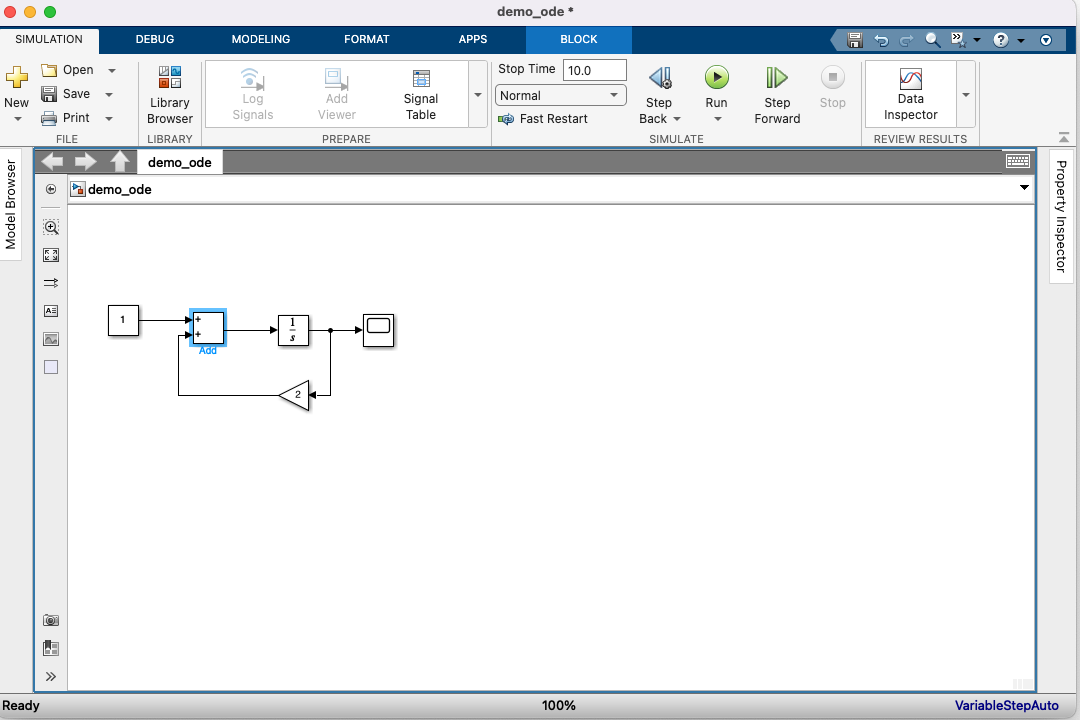 demo_ode *
SIMULATION DEBUG MODELING FORMAT APPS BLOCK
New
Open
Save
Print
FILE
Library
Browser
LIBRARY
Log
Signals
Add
Viewer
Signal
Table
PREPARE
Stop Time 10.0
Normal
Fast Restart
Step
Back
Run
Step
Forward
Stop
SIMULATE
Data
Inspector
REVIEW RESULTS
Model Browser
demo_ode
demo_ode
Property Inspector
1
+
+
Add
1
s
2
Ready 100% VariableStepAuto